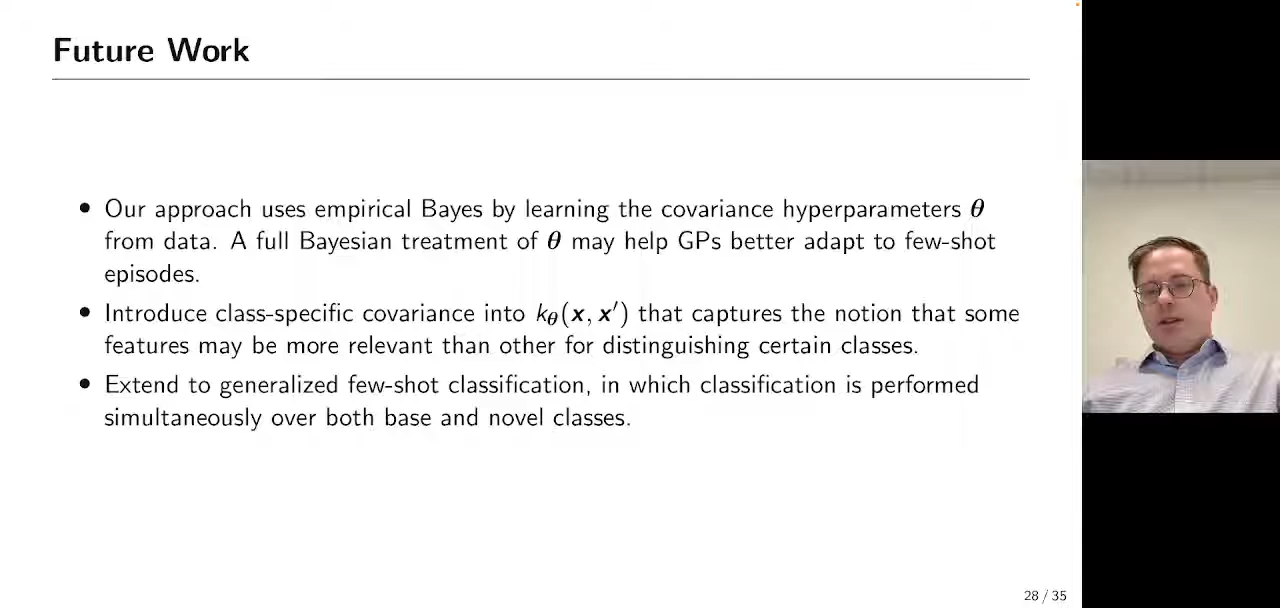 Future Work
• Our approach uses empirical Bayes by learning the covariance hyperparameters θ
from data. A full Bayesian treatment of θ may help GPs better adapt to few-shot
episodes.
• Introduce class-specific covariance into kθ(x, x′) that captures the notion that some
features may be more relevant than other for distinguishing certain classes.
• Extend to generalized few-shot classification, in which classification is performed
simultaneously over both base and novel classes.
28 / 35